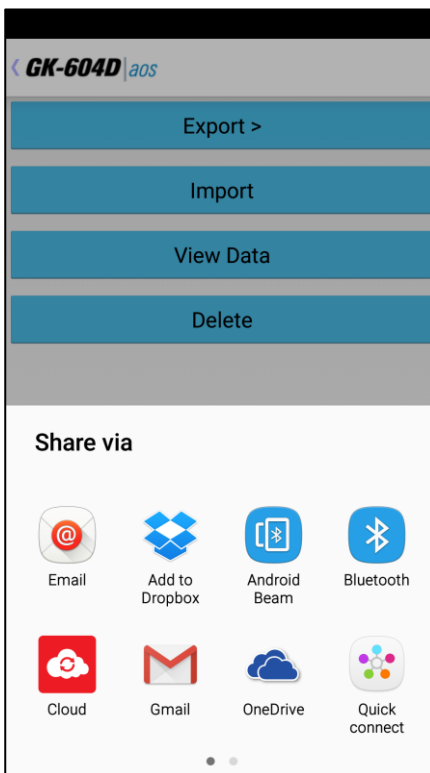 GK-604D aos
Export >
Import
View Data
Delete
Share via
Email
Add to
Dropbox
Android
Beam
Bluetooth
Cloud
Gmail
OneDrive
Quick
connect